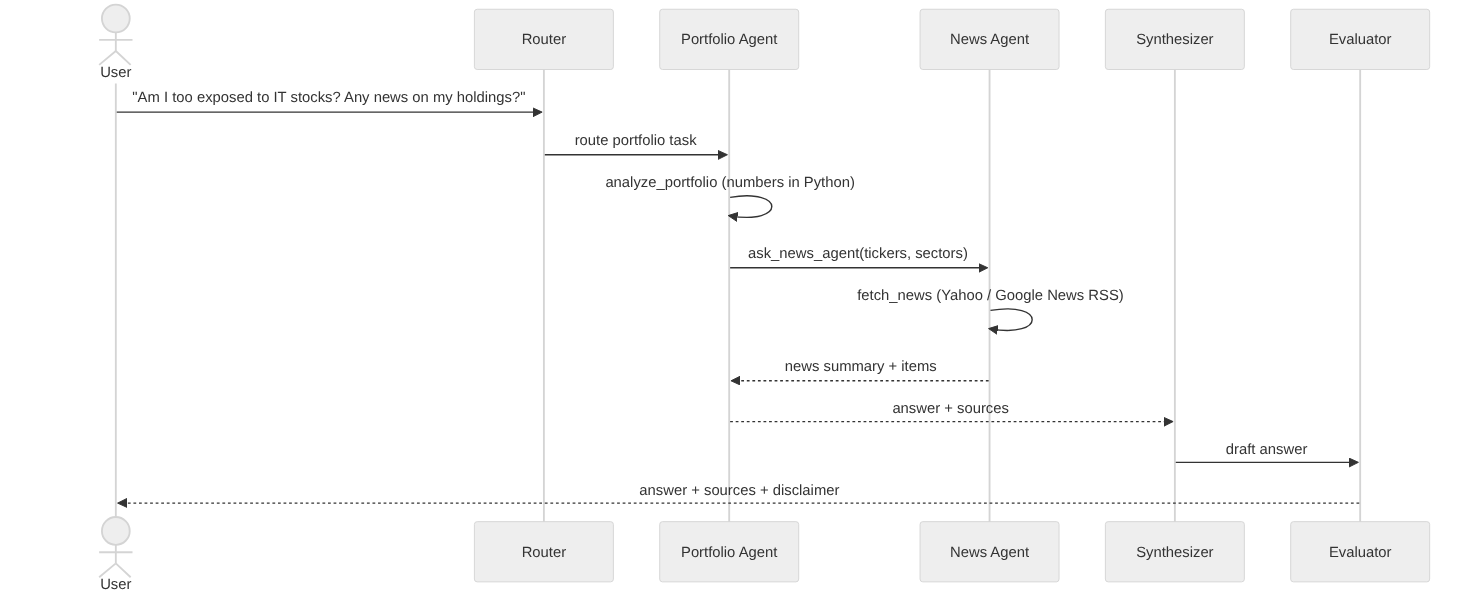 User
Router
Portfolio Agent
News Agent
Synthesizer
Evaluator
"Am I too exposed to IT stocks? Any news on my holdings?"
route portfolio task
analyze_portfolio (numbers in Python)
ask_news_agent(tickers, sectors)
fetch_news (Yahoo / Google News RSS)
news summary + items
answer + sources
draft answer
answer + sources + disclaimer
User
Router
Portfolio Agent
News Agent
Synthesizer
Evaluator